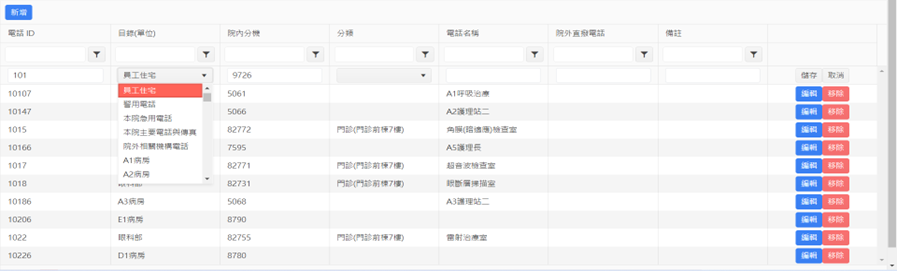 新增
電話 ID 目錄(單位) 院內分機 分類 電話名稱 院外直撥電話 備註
101 員工住宅 9726 儲存 取消
員工住宅
警用電話
本院急用電話
本院主要電話與傳真
院外相關機構電話
A1病房
A2病房
10107 5061 A1呼吸治療 編輯 移除
10147 5066 A2護理站二 編輯 移除
1015 82772 門診(門診前棟7樓) 角膜(暗適應)檢查室 編輯 移除
10166 7595 A5護理長 編輯 移除
1017 82771 門診(門診前棟7樓) 超音波檢查室 編輯 移除
1018 眼科部 82731 門診(門診前棟7樓) 眼斷層掃描室 編輯 移除
10186 A3病房 5068 A3護理站二 編輯 移除
10206 E1病房 8790 編輯 移除
1022 眼科部 82755 門診(門診前棟7樓) 雷射治療室 編輯 移除
10226 D1病房 8780 編輯 移除